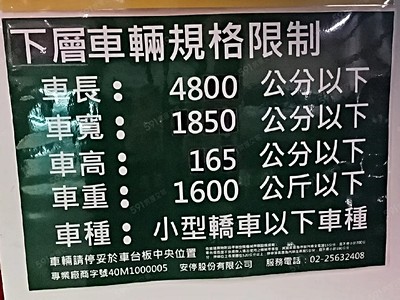 下層車輛規格限制
車長： 4800 公分以下
車寬： 1850 公分以下
車高： 165 公分以下
車重： 1600 公斤以下
車種：小型轎車以下車種
車輛請停妥於車台板中央位置
專業廠商字號40M1000005 安停股份有限公司 服務電話：02-25632408